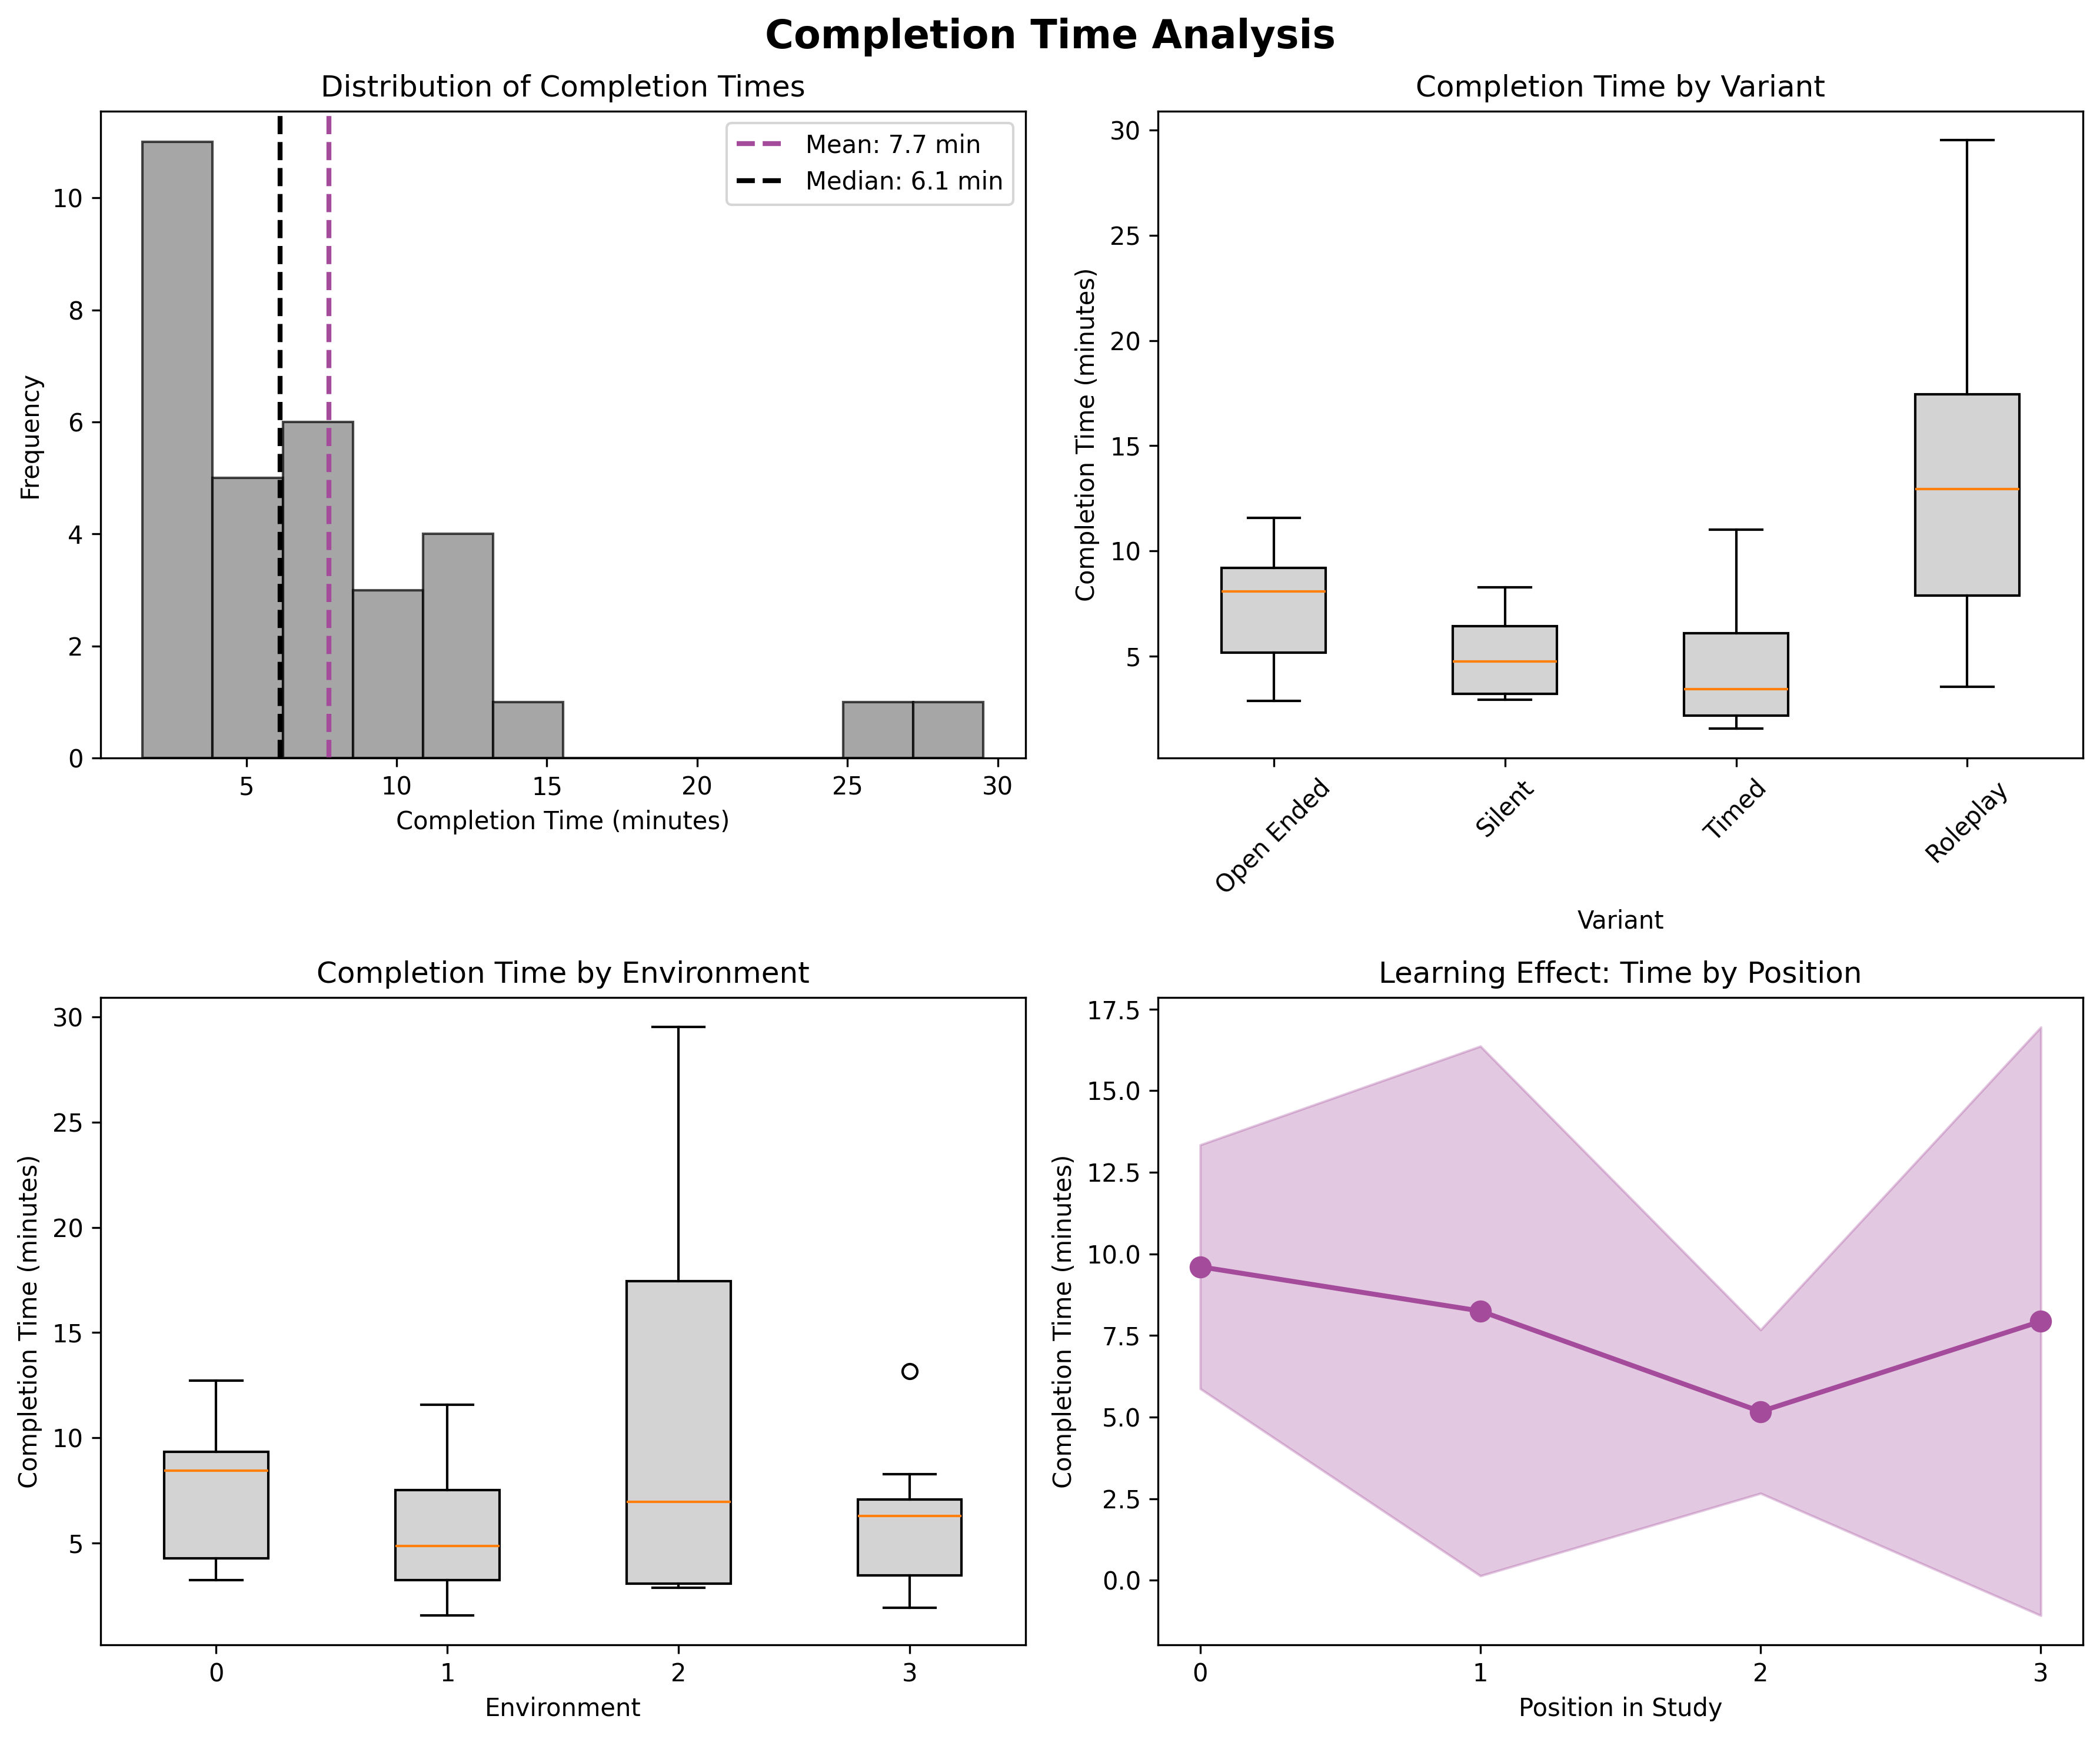 Completion Time Analysis
Distribution of Completion Times
Frequency
10
8
6
4
2
0
Mean: 7.7 min
Median: 6.1 min
5
10
15
20
25
30
Completion Time (minutes)
Completion Time by Variant
Completion Time (minutes)
30
25
20
15
10
5
Open Ended
Silent
Timed
Roleplay
Variant
Completion Time by Environment
Completion Time (minutes)
30
25
20
15
10
5
0
1
2
3
Environment
Learning Effect: Time by Position
Completion Time (minutes)
17.5
15.0
12.5
10.0
7.5
5.0
2.5
0.0
0
1
2
3
Position in Study